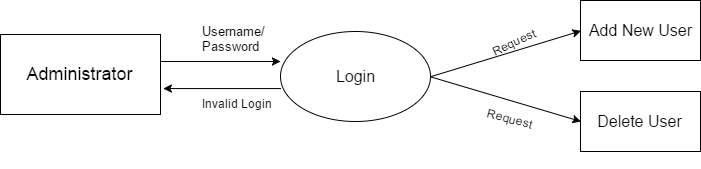 Username/
Password
Administrator
Invalid Login
Login
Request
Request
Add New User
Delete User